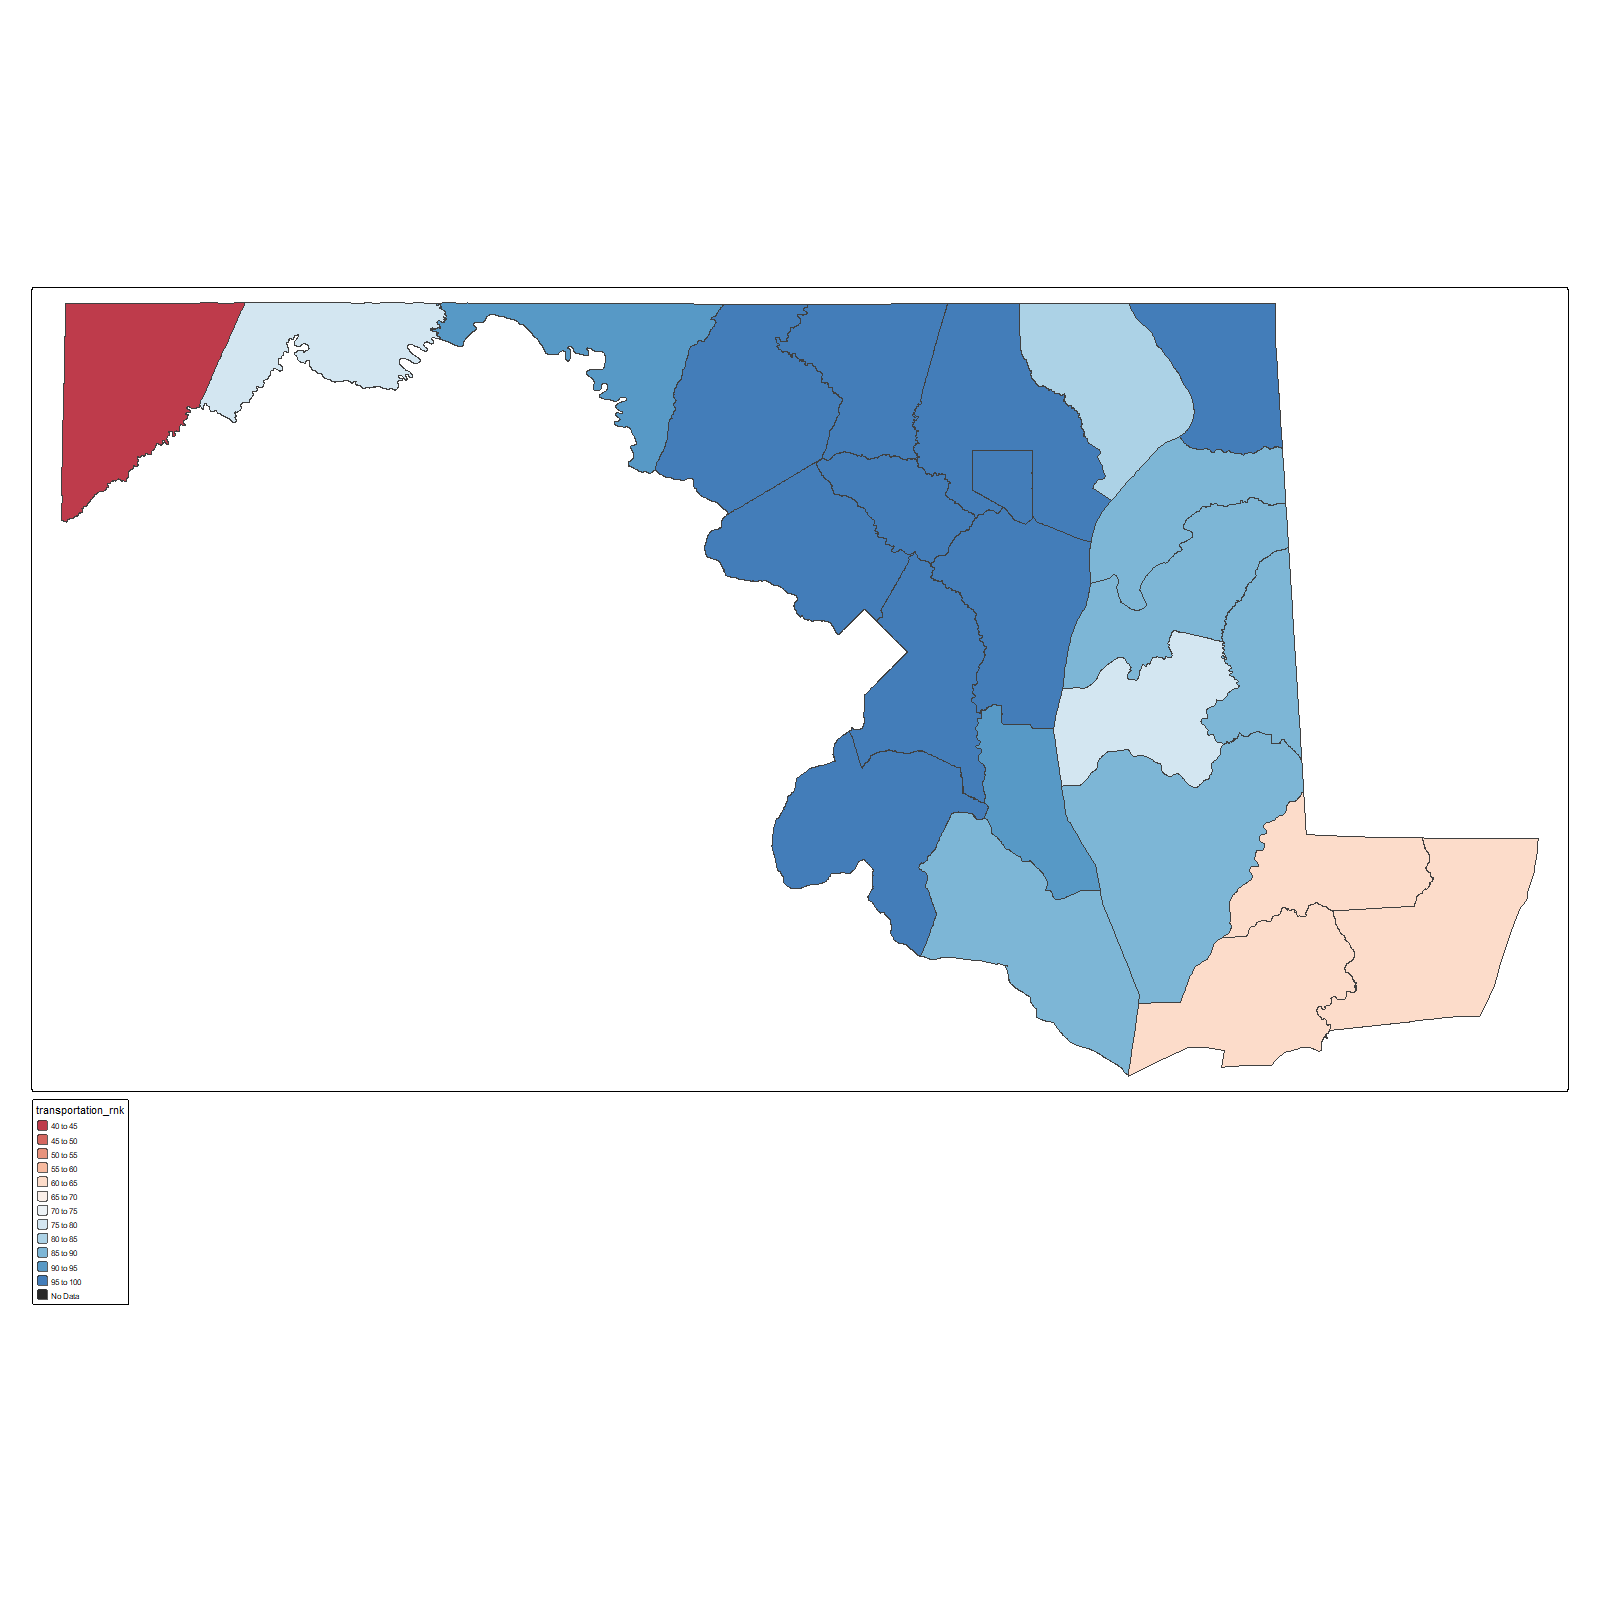 transportation_rnk
40 to 45
45 to 50
50 to 55
55 to 60
60 to 65
65 to 70
70 to 75
75 to 80
80 to 85
85 to 90
90 to 95
95 to 100
No Data